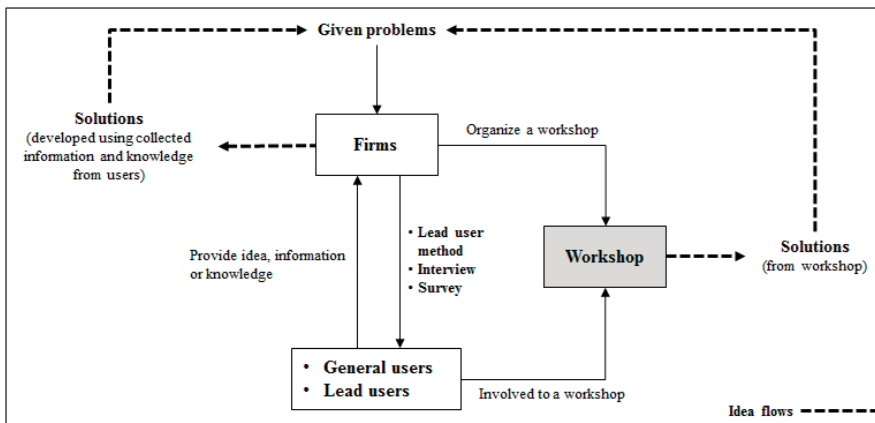 Given problems
Solutions
(developed using collected
information and knowledge
from users)
Firms
Organize a workshop
Provide idea, information
or knowledge
• Lead user
method
• Interview
• Survey
Workshop
Solutions
(from workshop)
• General users
• Lead users
Involved to a workshop
Idea flows